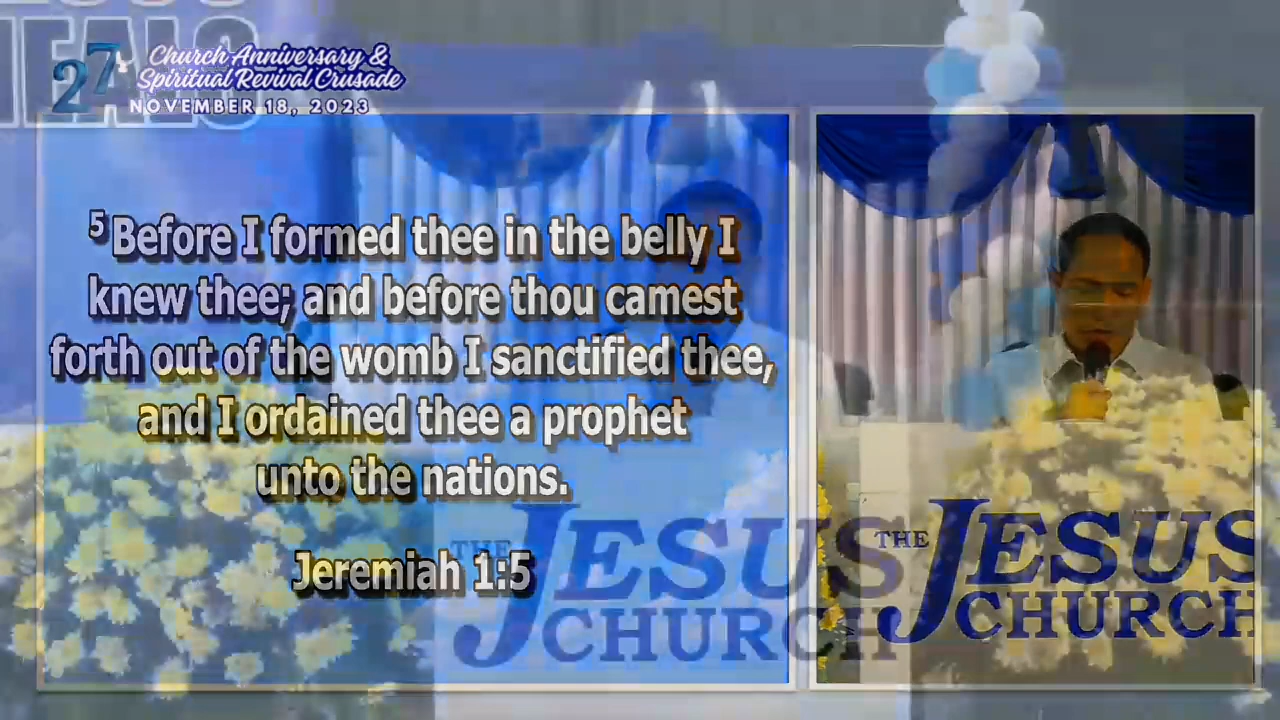 HEALS
27th
Church Anniversary &
Spiritual Revival Crusade
NOVEMBER 18, 2023
5 Before I formed thee in the belly I
knew thee; and before thou camest
forth out of the womb I sanctified thee,
and I ordained thee a prophet
unto the nations.
Jeremiah 1:5
THE JESUS
CHURCH
THE JESUS
CHURCH